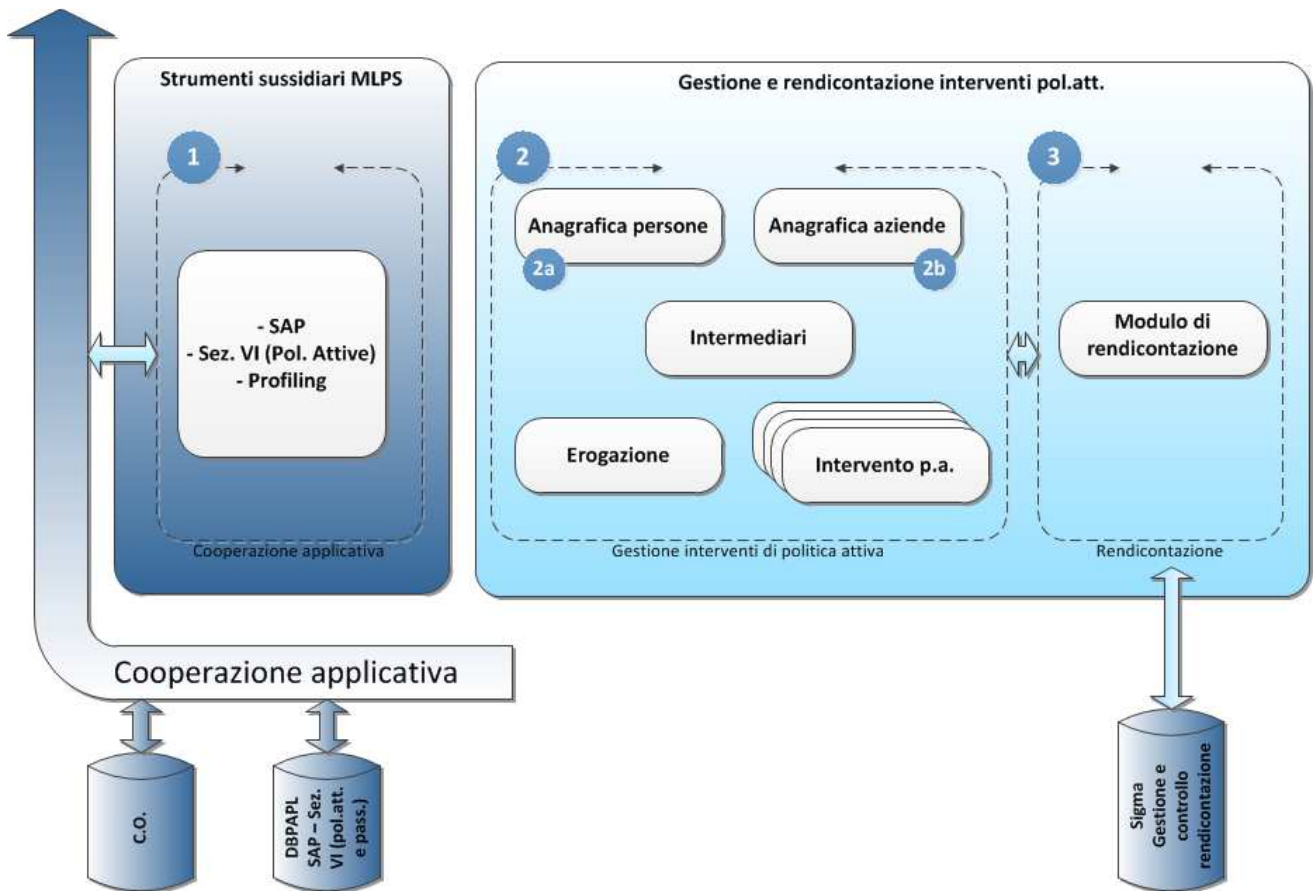 Strumenti sussidiari MLPS
1
- SAP
- Sez. VI (Pol. Attive)
- Profiling
Cooperazione applicativa
Gestione e rendicontazione interventi pol.att.
2
Anagrafica persone
2a
Anagrafica aziende
2b
Intermediari
Erogazione
Intervento p.a.
Gestione interventi di politica attiva
3
Modulo di
rendicontazione
Rendicontazione
Cooperazione applicativa
C.O.
DBPAPL
SAP – Sez.
VI (pol.att.
e pass.)
Sigma
Gestione e
controllo
rendicontazione